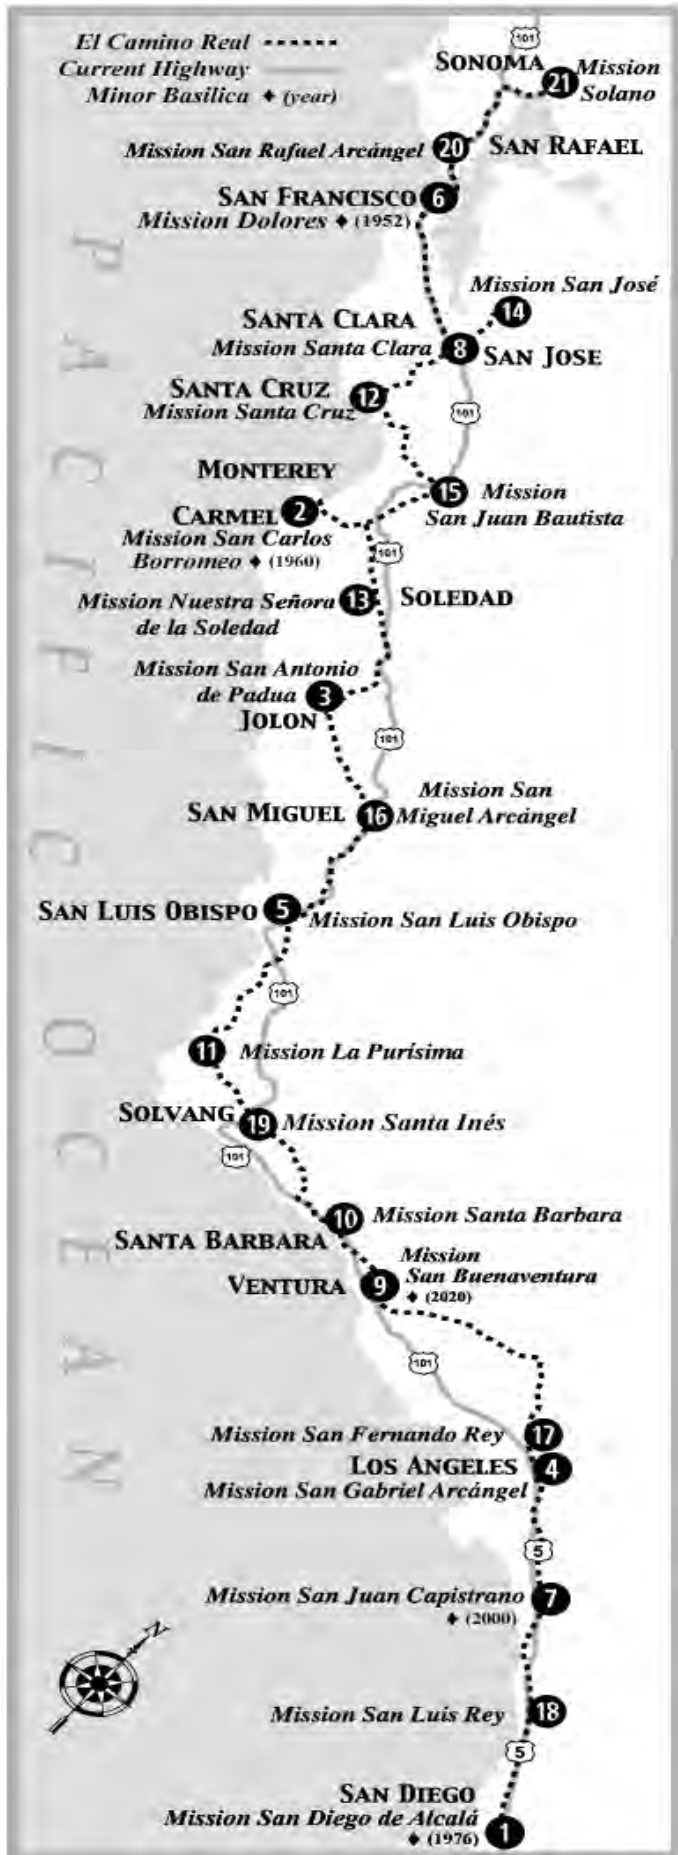 El Camino Real
Current Highway
Minor Basilica ♦ (year)
101
SONOMA
21 Mission
Solano
Mission San Rafael Arcángel 20 SAN RAFAEL
SAN FRANCISCO 6
Mission Dolores ♦ (1952)
Mission San José
14
SANTA CLARA
Mission Santa Clara 8 SAN JOSE
SANTA CRUZ 12
Mission Santa Cruz
101
MONTEREY
15 Mission
San Juan Bautista
CARMEL 2
Mission San Carlos
Borromeo ♦ (1960)
101
Mission Nuestra Señora 13 SOLEDAD
de la Soledad
Mission San Antonio
de Padua 3
JOLON
101
SAN MIGUEL 16 Mission San
Miguel Arcángel
SAN LUIS OBISPO 5 Mission San Luis Obispo
101
11 Mission La Purísima
SOLVANG 19 Mission Santa Inés
101
10 Mission Santa Barbara
SANTA BARBARA
VENTURA 9 Mission
San Buenaventura
♦ (2020)
101
Mission San Fernando Rey 17
LOS ANGELES 4
Mission San Gabriel Arcángel
5
Mission San Juan Capistrano 7
♦ (2000)
Mission San Luis Rey 18
5
SAN DIEGO
Mission San Diego de Alcalá 1
♦ (1976)
PACIFIC OCEAN
N